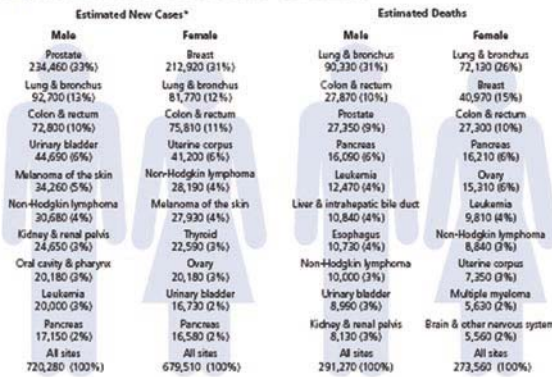 Estimated New Cases*
Male
Prostate
234,460 (33%)
Lung & bronchus
92,700 (13%)
Colon & rectum
72,800 (10%)
Urinary bladder
44,690 (6%)
Melanoma of the skin
34,260 (5%)
Non-Hodgkin lymphoma
30,680 (4%)
Kidney & renal pelvis
24,650 (3%)
Oral cavity & pharynx
20,180 (3%)
Leukemia
20,000 (3%)
Pancreas
17,150 (2%)
All sites
720,280 (100%)
Female
Breast
212,920 (31%)
Lung & bronchus
81,770 (12%)
Colon & rectum
75,810 (11%)
Uterine corpus
41,200 (6%)
Non-Hodgkin lymphoma
28,190 (4%)
Melanoma of the skin
27,930 (4%)
Thyroid
22,590 (3%)
Ovary
20,180 (3%)
Urinary bladder
16,730 (2%)
Pancreas
16,580 (2%)
All sites
679,510 (100%)
Estimated Deaths
Male
Lung & bronchus
90,330 (31%)
Colon & rectum
27,870 (10%)
Prostate
27,350 (9%)
Pancreas
16,090 (6%)
Leukemia
12,470 (4%)
Liver & intrahepatic bile duct
10,840 (4%)
Esophagus
10,730 (4%)
Non-Hodgkin lymphoma
10,000 (3%)
Urinary bladder
8,990 (3%)
Kidney & renal pelvis
8,130 (3%)
All sites
291,270 (100%)
Female
Lung & bronchus
72,130 (26%)
Breast
40,970 (15%)
Colon & rectum
27,300 (10%)
Pancreas
16,210 (6%)
Ovary
15,310 (6%)
Leukemia
9,810 (4%)
Non-Hodgkin lymphoma
8,840 (3%)
Uterine corpus
7,350 (3%)
Multiple myeloma
5,630 (2%)
Brain & other nervous system
5,560 (2%)
All sites
273,560 (100%)